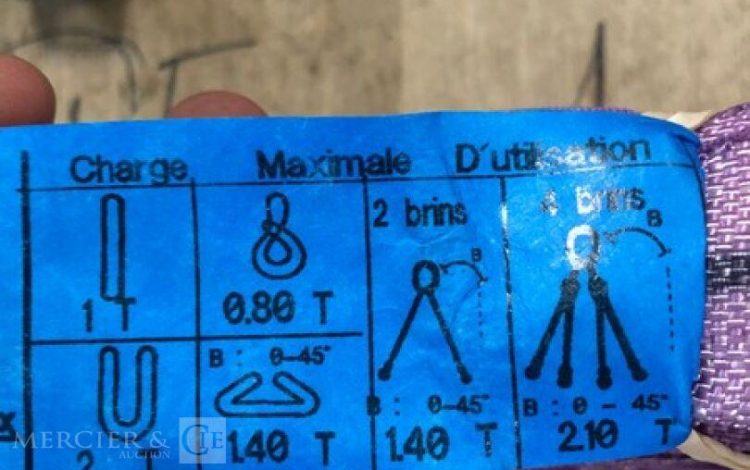 Charge Maximale D'utilisation
2 brins
4 brins
B
B
1 T
0.80 T
B : 0-45°
B : 0-45°
B : 0 - 45°
2
1.40 T
1.40 T
2.10 T
MERCIER & CIE
AUCTION